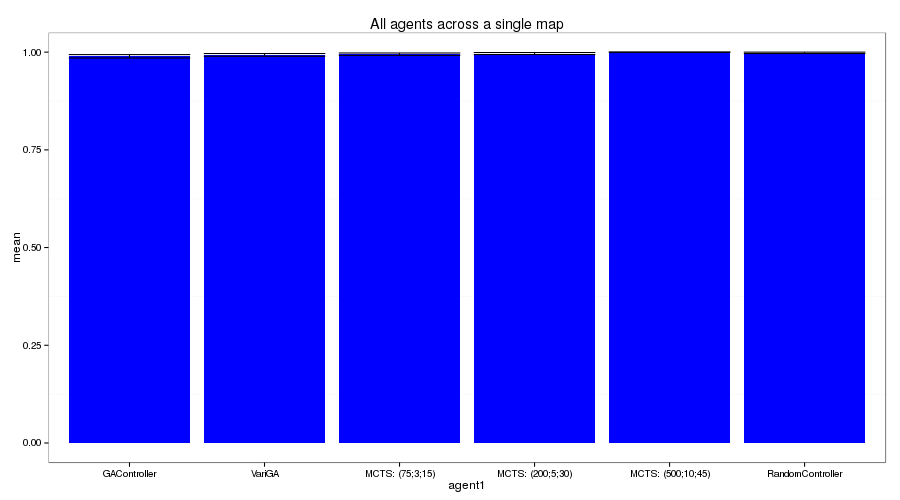 All agents across a single map
mean
1.00
0.75
0.50
0.25
0.00
GAController VariGA MCTS: (75;3;15) MCTS: (200;5;30) MCTS: (500;10;45) RandomController
agent1